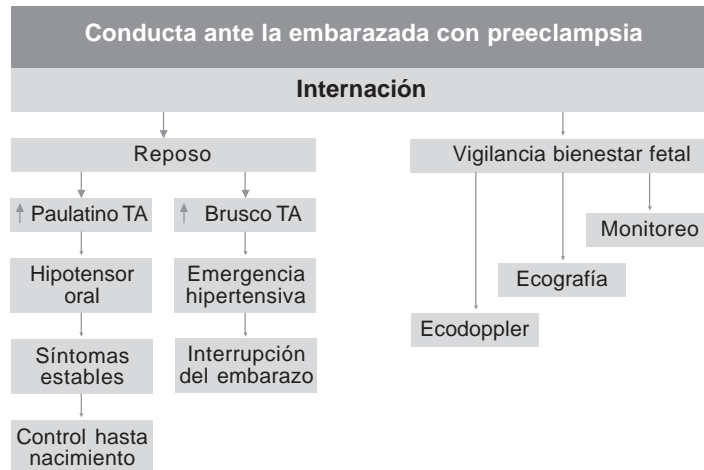 Conducta ante la embarazada con preeclampsia
Internación
Reposo
Vigilancia bienestar fetal
↑ Paulatino TA
↑ Brusco TA
Monitoreo
Hipotensor
oral
Emergencia
hipertensiva
Ecografía
Ecodoppler
Síntomas
estables
Interrupción
del embarazo
Control hasta
nacimiento